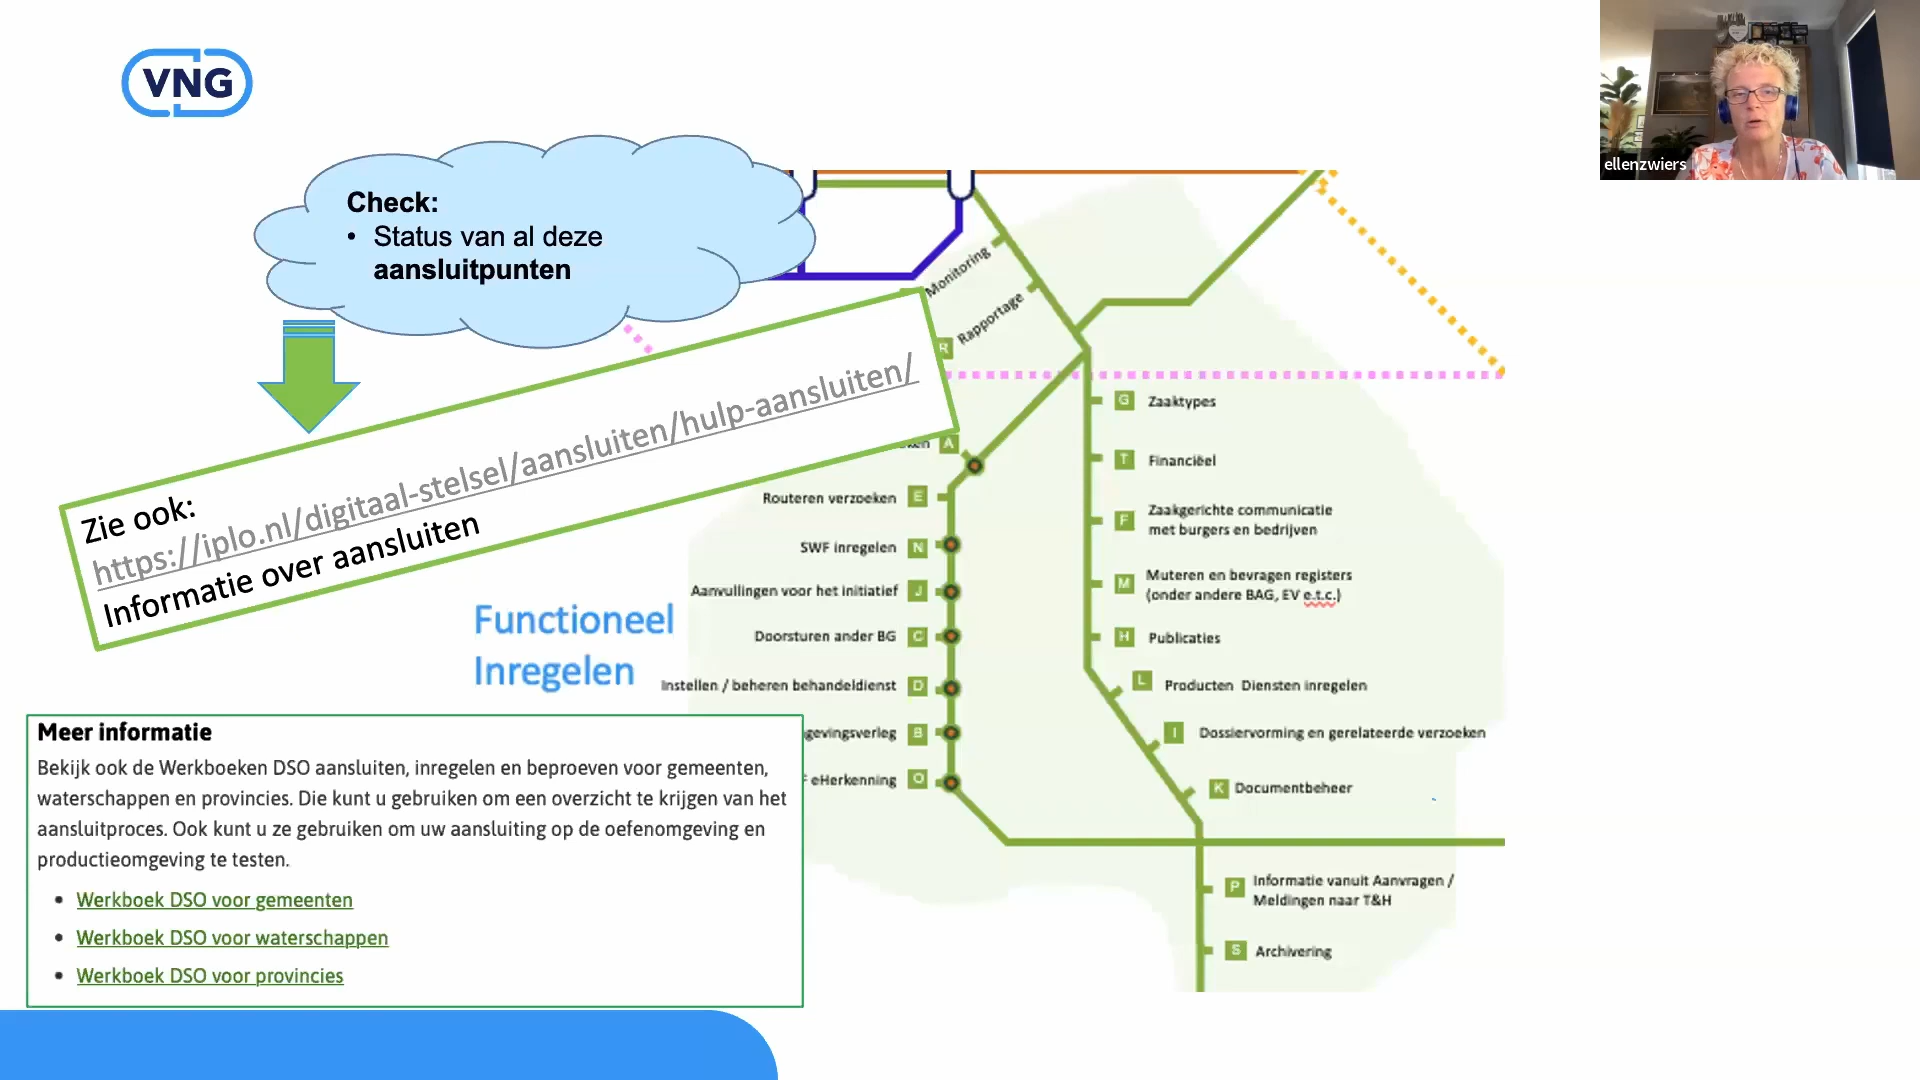 VNG
ellenzwiers
Check:
• Status van al deze
aansluitpunten
Monitoring
Rapportage
R
Zie ook:
https://iplo.nl/digitaal-stelsel/aansluiten/hulp-aansluiten/
Informatie over aansluiten
Functioneel
Inregelen
A
Routeren verzoeken E
SWF inregelen N
Aanvullingen voor het initiatief J
Doorsturen ander BG C
Instellen / beheren behandeldienst D
gevingsverleg B
eHerkenning O
G Zaaktypes
T Financiëel
F Zaakgerichte communicatie
met burgers en bedrijven
M Muteren en bevragen registers
(onder andere BAG, EV e.t.c.)
H Publicaties
L Producten Diensten inregelen
I Dossiervorming en gerelateerde verzoeken
K Documentbeheer
P Informatie vanuit Aanvragen /
Meldingen naar T&H
S Archivering
Meer informatie
Bekijk ook de Werkboeken DSO aansluiten, inregelen en beproeven voor gemeenten,
waterschappen en provincies. Die kunt u gebruiken om een overzicht te krijgen van het
aansluitproces. Ook kunt u ze gebruiken om uw aansluiting op de oefenomgeving en
productieomgeving te testen.
• Werkboek DSO voor gemeenten
• Werkboek DSO voor waterschappen
• Werkboek DSO voor provincies